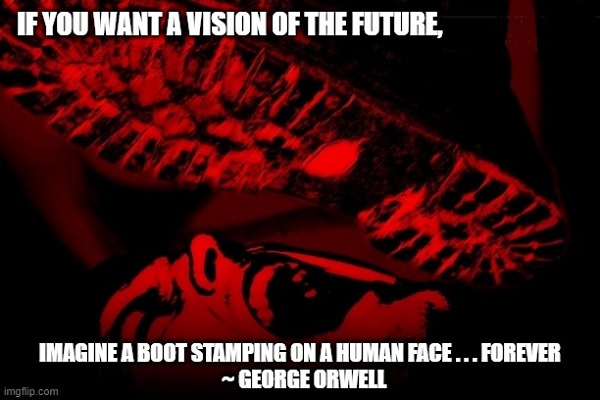 IF YOU WANT A VISION OF THE FUTURE,
IMAGINE A BOOT STAMPING ON A HUMAN FACE . . . FOREVER
~ GEORGE ORWELL
imgflip.com